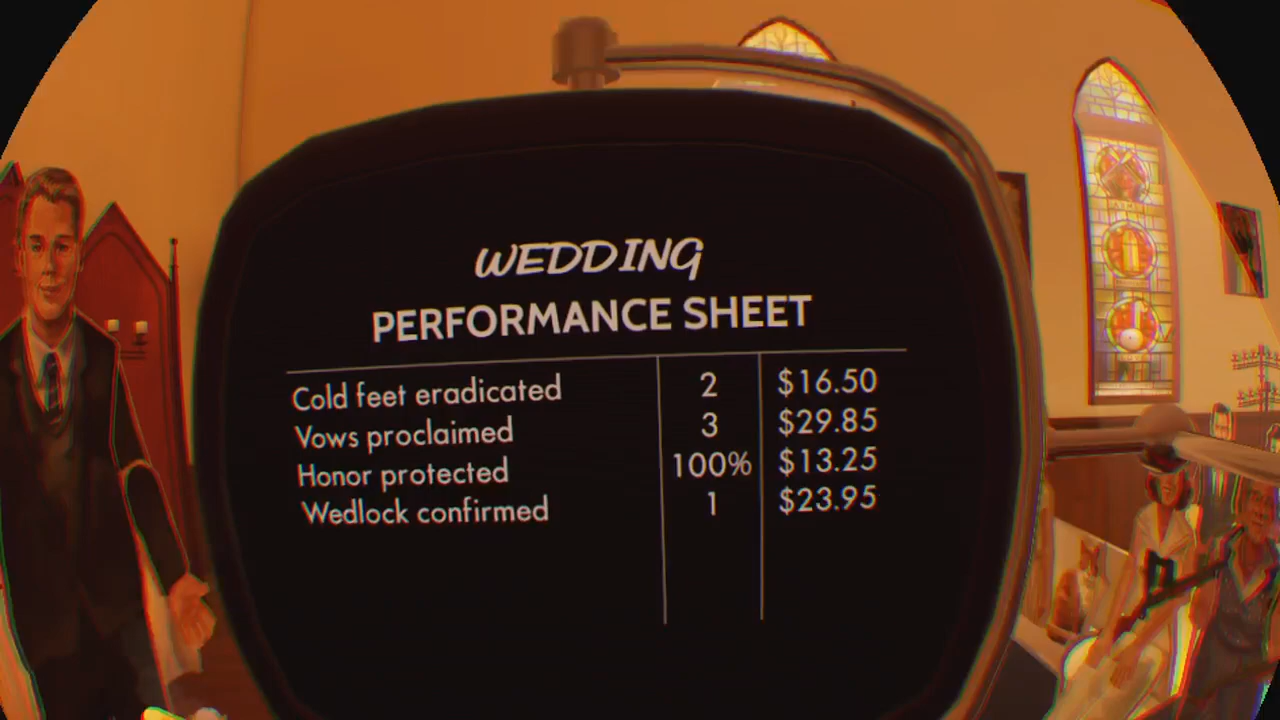 WEDDING
PERFORMANCE SHEET
Cold feet eradicated 2 $16.50
Vows proclaimed 3 $29.85
Honor protected 100% $13.25
Wedlock confirmed 1 $23.95